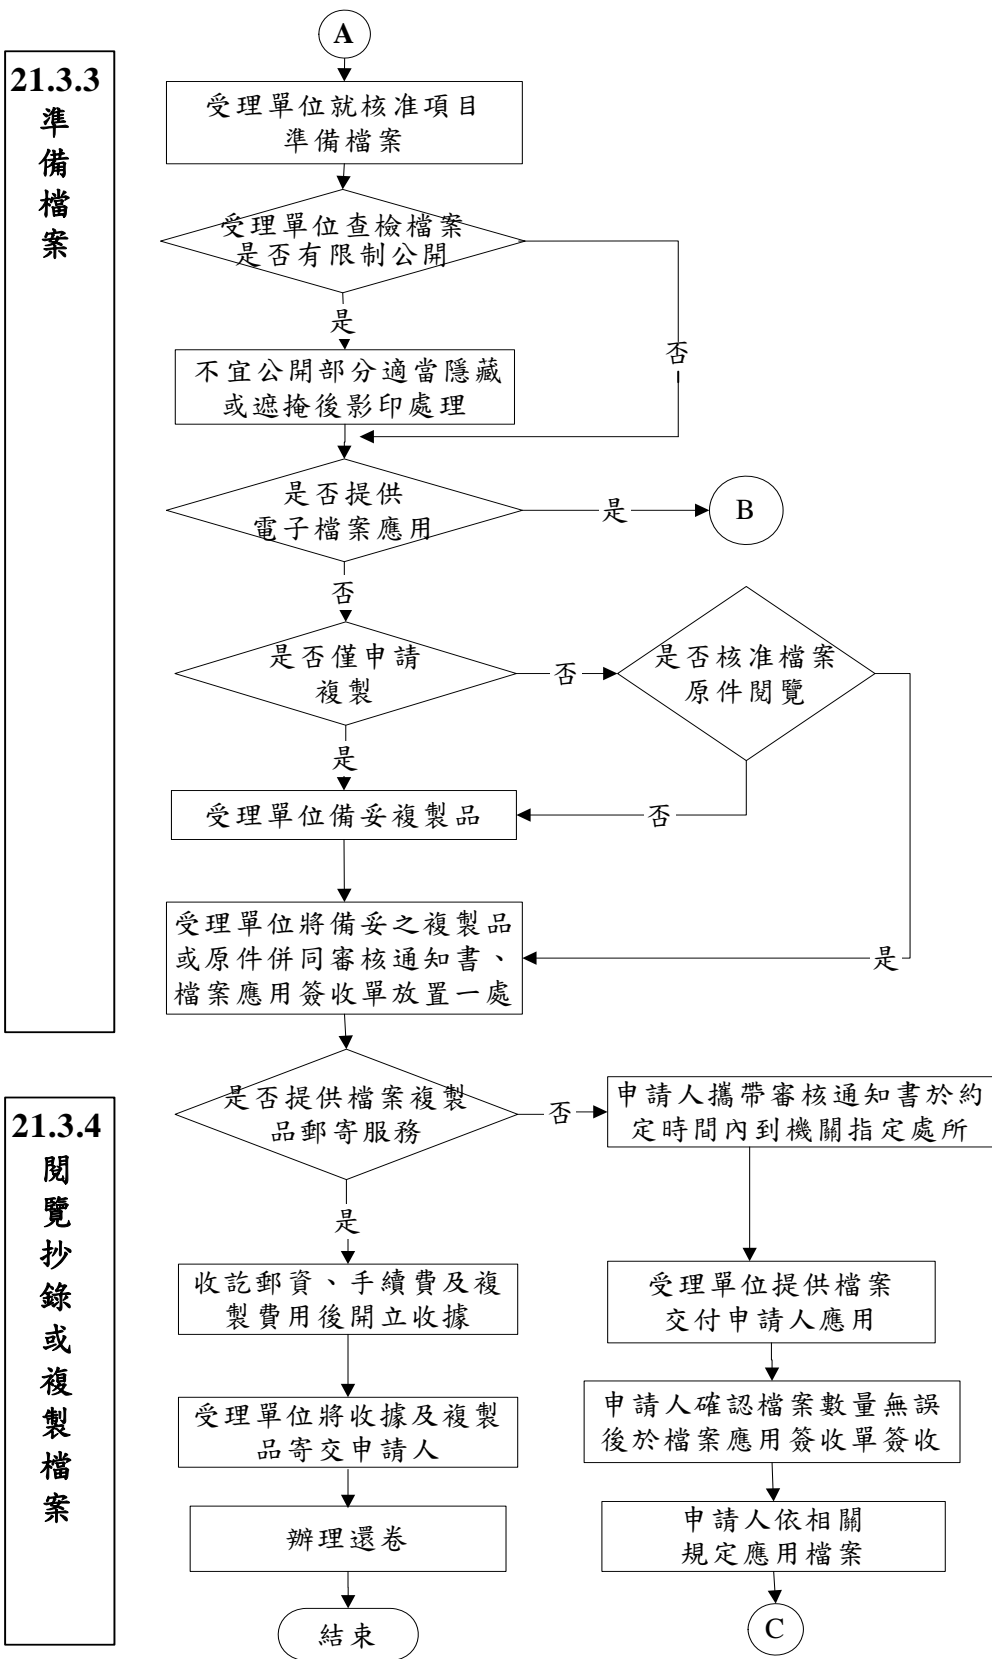 A
21.3.3
準
備
檔
案
受理單位就核准項目
準備檔案
受理單位查檢檔案
是否有限制公開
是
否
不宜公開部分適當隱藏
或遮掩後影印處理
是否提供
電子檔案應用
是
B
否
是否僅申請
複製
否
是否核准檔案
原件閱覽
是
受理單位備妥複製品
否
受理單位將備妥之複製品
或原件併同審核通知書、
檔案應用簽收單放置一處
是
21.3.4
閱
覽
抄
錄
或
複
製
檔
案
是否提供檔案複製
品郵寄服務
否
申請人攜帶審核通知書於約
定時間內到機關指定處所
是
收訖郵資、手續費及複
製費用後開立收據
受理單位提供檔案
交付申請人應用
受理單位將收據及複製
品寄交申請人
申請人確認檔案數量無誤
後於檔案應用簽收單簽收
辦理還卷
申請人依相關
規定應用檔案
結束
C